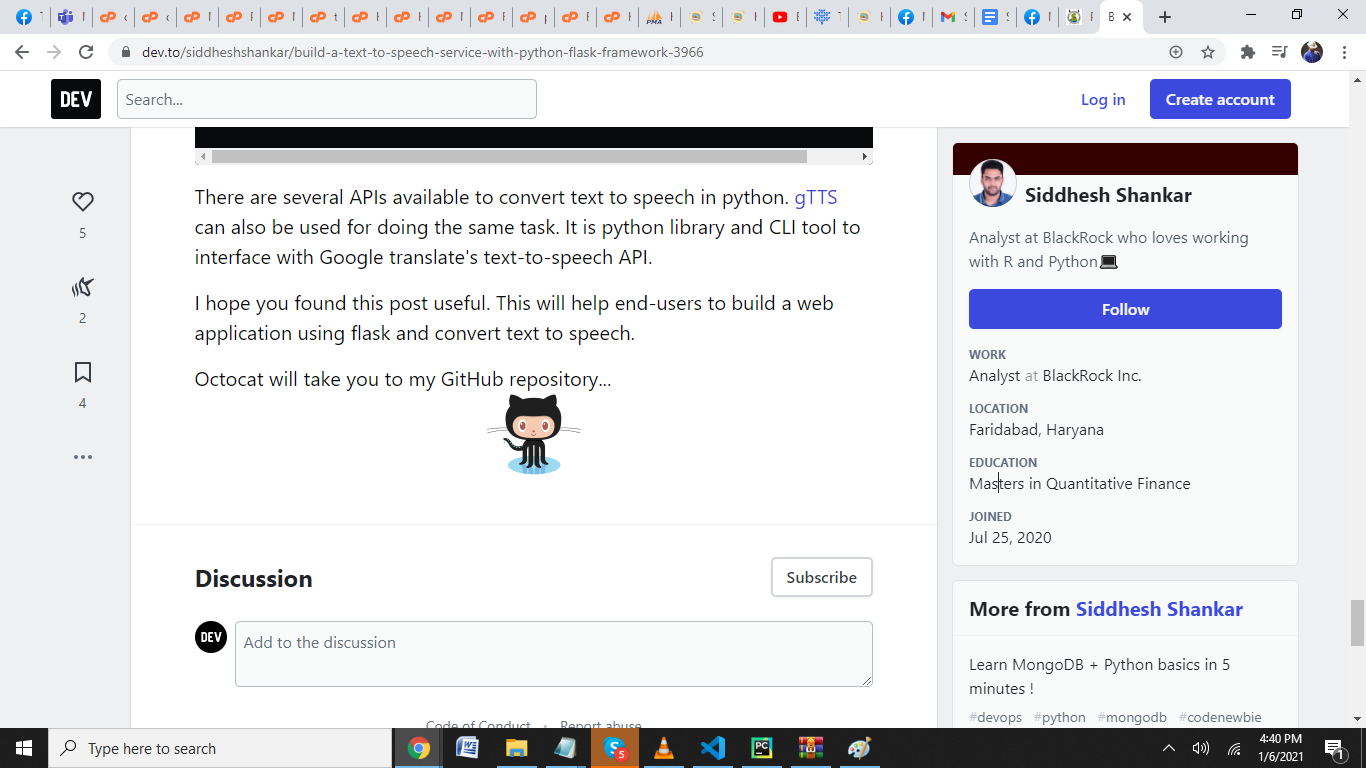 dev.to/siddheshshankar/build-a-text-to-speech-service-with-python-flask-framework-3966
DEV
Search...
Log in
Create account
There are several APIs available to convert text to speech in python. gTTS
can also be used for doing the same task. It is python library and CLI tool to
interface with Google translate's text-to-speech API.
I hope you found this post useful. This will help end-users to build a web
application using flask and convert text to speech.
Octocat will take you to my GitHub repository...
5
2
4
Discussion
Subscribe
DEV
Add to the discussion
Code of Conduct • Report abuse
Siddhesh Shankar
Analyst at BlackRock who loves working
with R and Python
Follow
WORK
Analyst at BlackRock Inc.
LOCATION
Faridabad, Haryana
EDUCATION
Masters in Quantitative Finance
JOINED
Jul 25, 2020
More from Siddhesh Shankar
Learn MongoDB + Python basics in 5
minutes !
#devops #python #mongodb #codenewbie
Type here to search
5
4:40 PM
1/6/2021
1